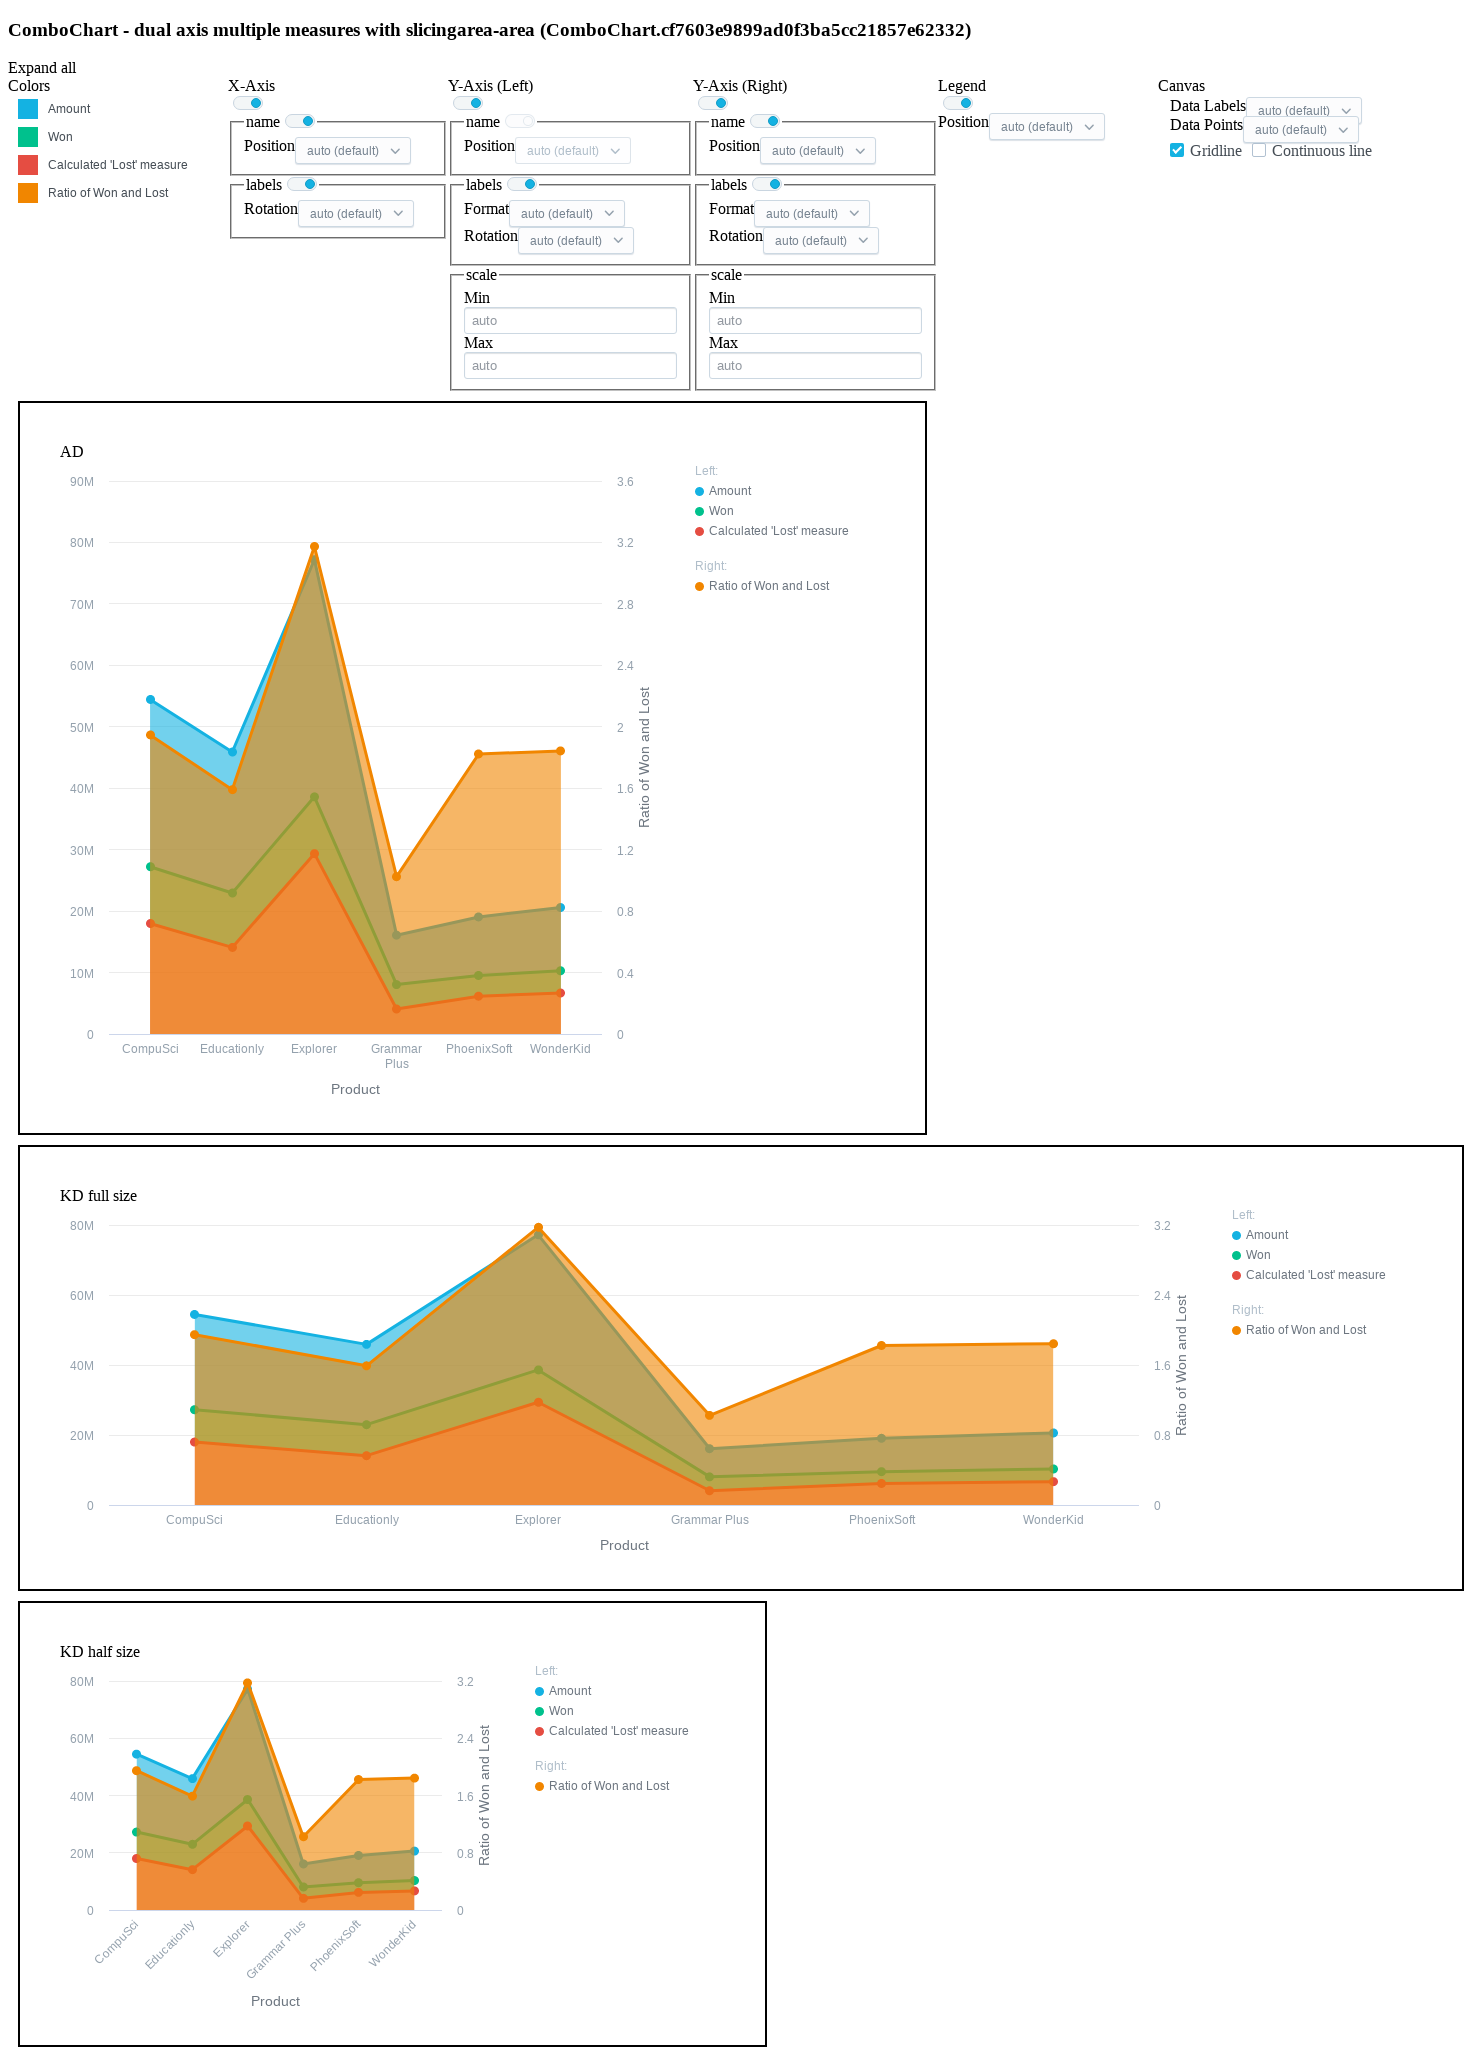 ComboChart - dual axis multiple measures with slicingarea-area (ComboChart.cf7603e9899ad0f3ba5cc21857e62332)
Expand all
Colors
Amount
Won
Calculated 'Lost' measure
Ratio of Won and Lost
X-Axis
name
Position auto (default)
labels
Rotation auto (default)
Y-Axis (Left)
name
Position auto (default)
labels
Format auto (default)
Rotation auto (default)
scale
Min
auto
Max
auto
Y-Axis (Right)
name
Position auto (default)
labels
Format auto (default)
Rotation auto (default)
scale
Min
auto
Max
auto
Legend
Position auto (default)
Canvas
Data Labels auto (default)
Data Points auto (default)
Gridline Continuous line
AD
90M
80M
70M
60M
50M
40M
30M
20M
10M
0
3.6
3.2
2.8
2.4
2
1.6
1.2
0.8
0.4
0
Ratio of Won and Lost
CompuSci Educationly Explorer Grammar Plus PhoenixSoft WonderKid
Product
Left:
Amount
Won
Calculated 'Lost' measure
Right:
Ratio of Won and Lost
KD full size
80M
60M
40M
20M
0
3.2
2.4
1.6
0.8
0
Ratio of Won and Lost
CompuSci Educationly Explorer Grammar Plus PhoenixSoft WonderKid
Product
Left:
Amount
Won
Calculated 'Lost' measure
Right:
Ratio of Won and Lost
KD half size
80M
60M
40M
20M
0
3.2
2.4
1.6
0.8
0
Ratio of Won and Lost
CompuSci Educationly Explorer Grammar Plus PhoenixSoft WonderKid
Product
Left:
Amount
Won
Calculated 'Lost' measure
Right:
Ratio of Won and Lost